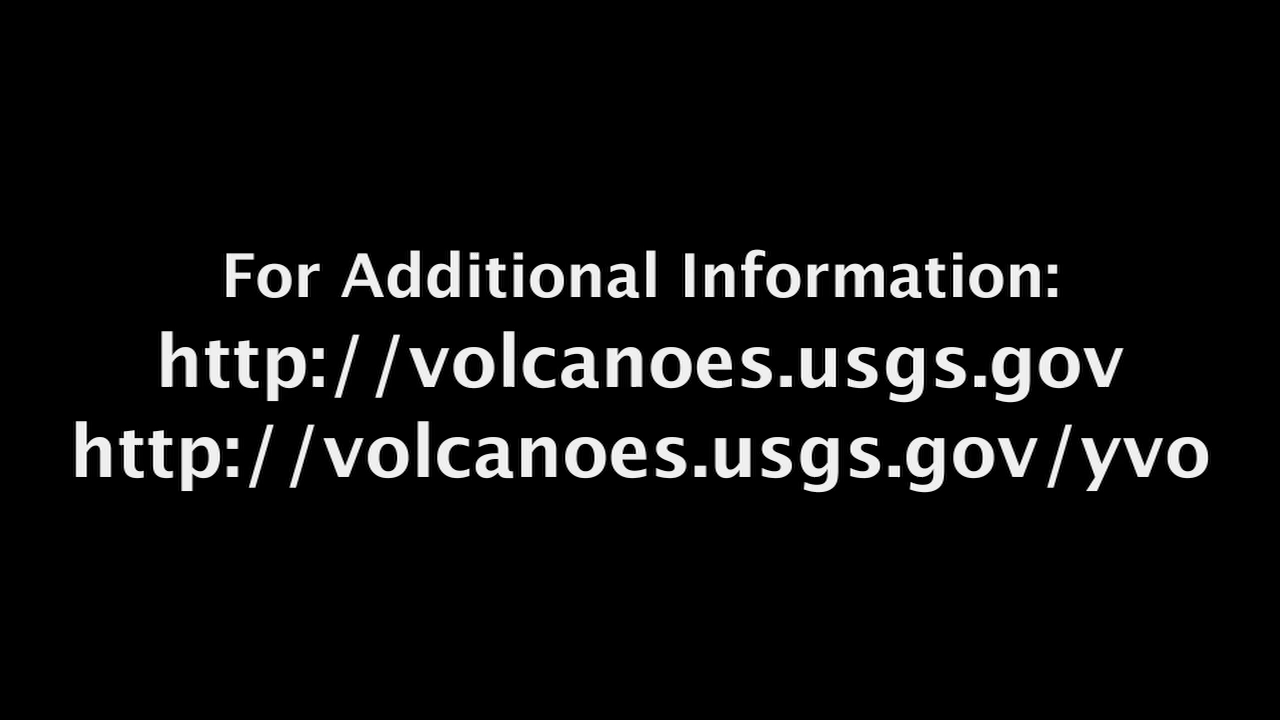 For Additional Information:
http://volcanoes.usgs.gov
http://volcanoes.usgs.gov/yvo